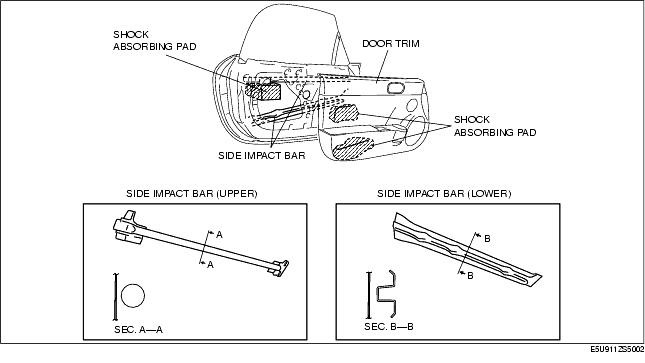 SHOCK
ABSORBING PAD
DOOR TRIM
SHOCK
ABSORBING PAD
SIDE IMPACT BAR
SIDE IMPACT BAR (UPPER)
SIDE IMPACT BAR (LOWER)
A
A
SEC. A—A
B
B
SEC. B—B
E5U911ZS5002